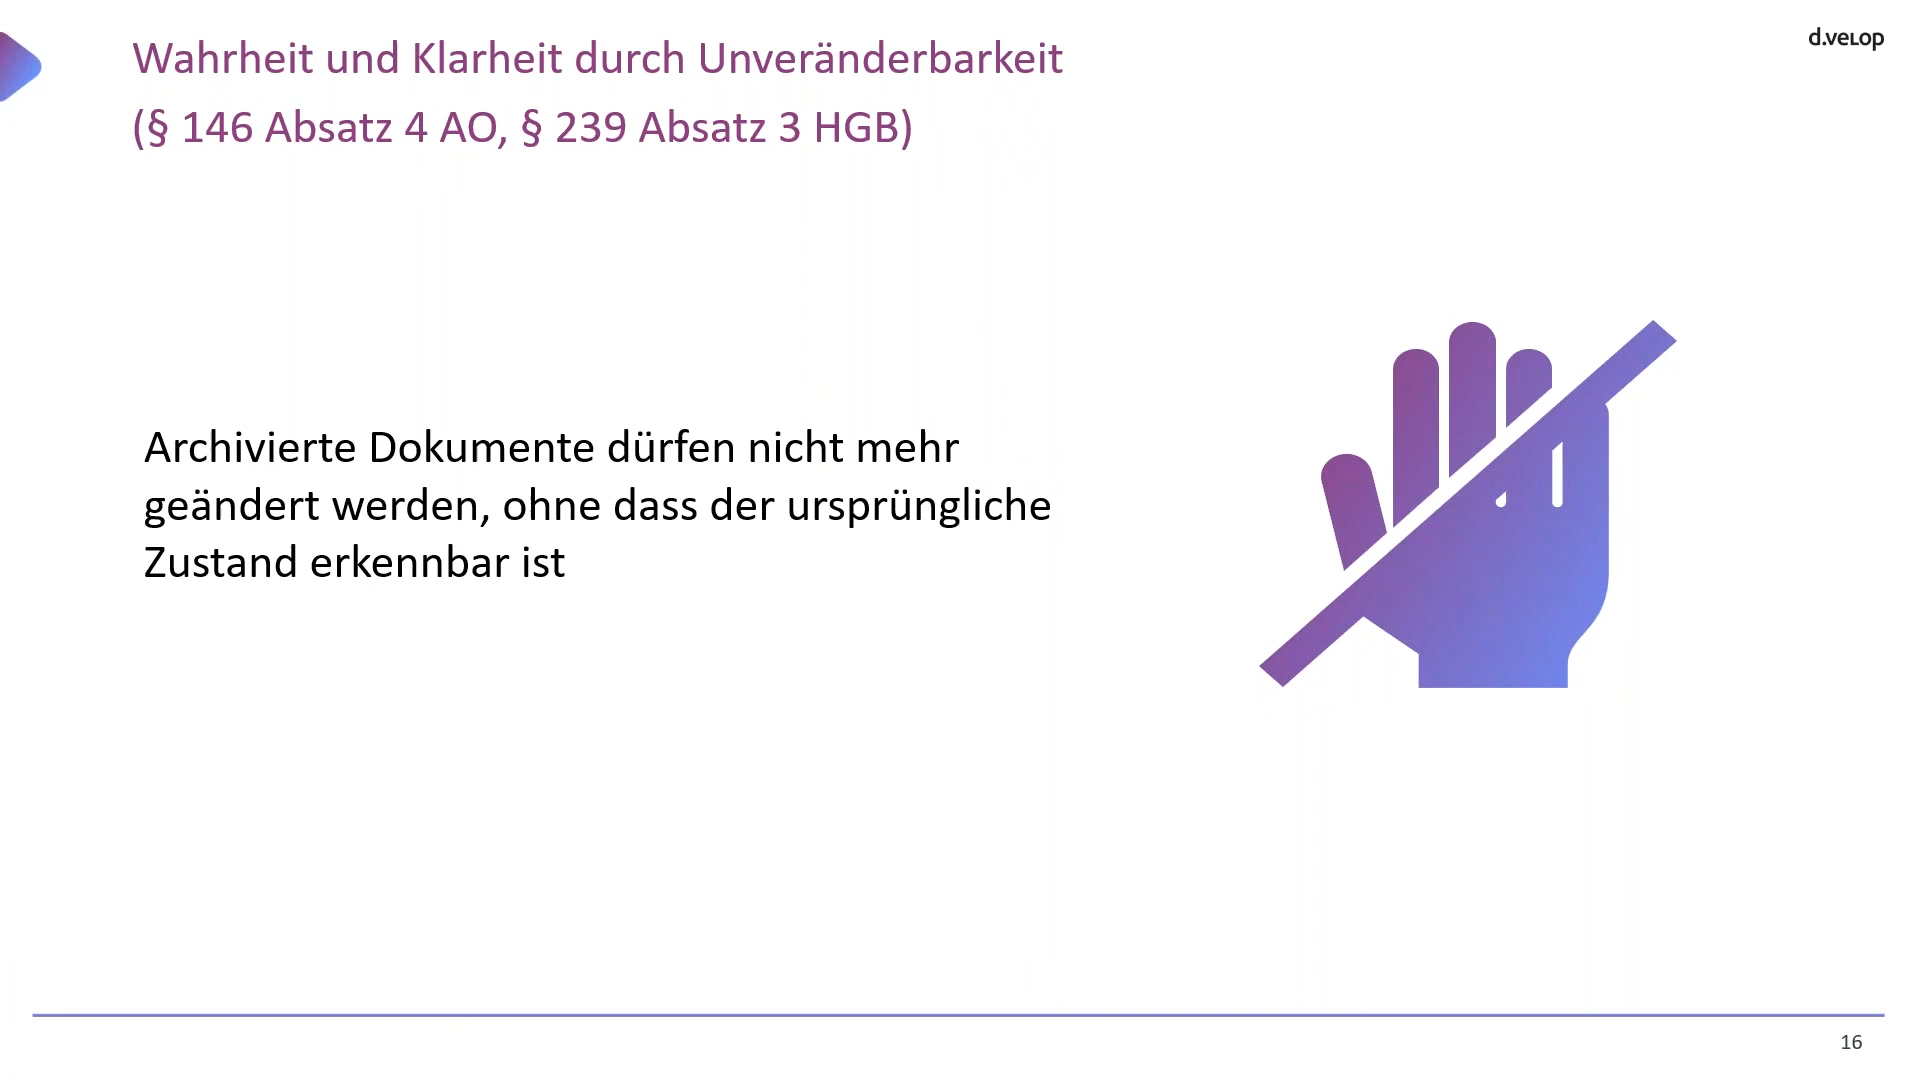 Wahrheit und Klarheit durch Unveränderbarkeit
(§ 146 Absatz 4 AO, § 239 Absatz 3 HGB)
d.velop
Archivierte Dokumente dürfen nicht mehr
geändert werden, ohne dass der ursprüngliche
Zustand erkennbar ist
16